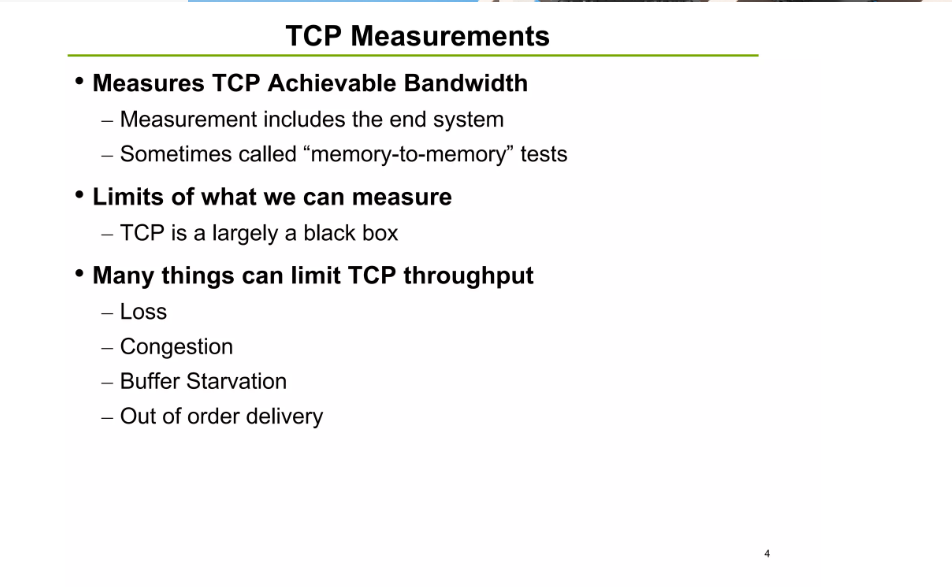 TCP Measurements
• Measures TCP Achievable Bandwidth
– Measurement includes the end system
– Sometimes called “memory-to-memory” tests
• Limits of what we can measure
– TCP is a largely a black box
• Many things can limit TCP throughput
– Loss
– Congestion
– Buffer Starvation
– Out of order delivery
4